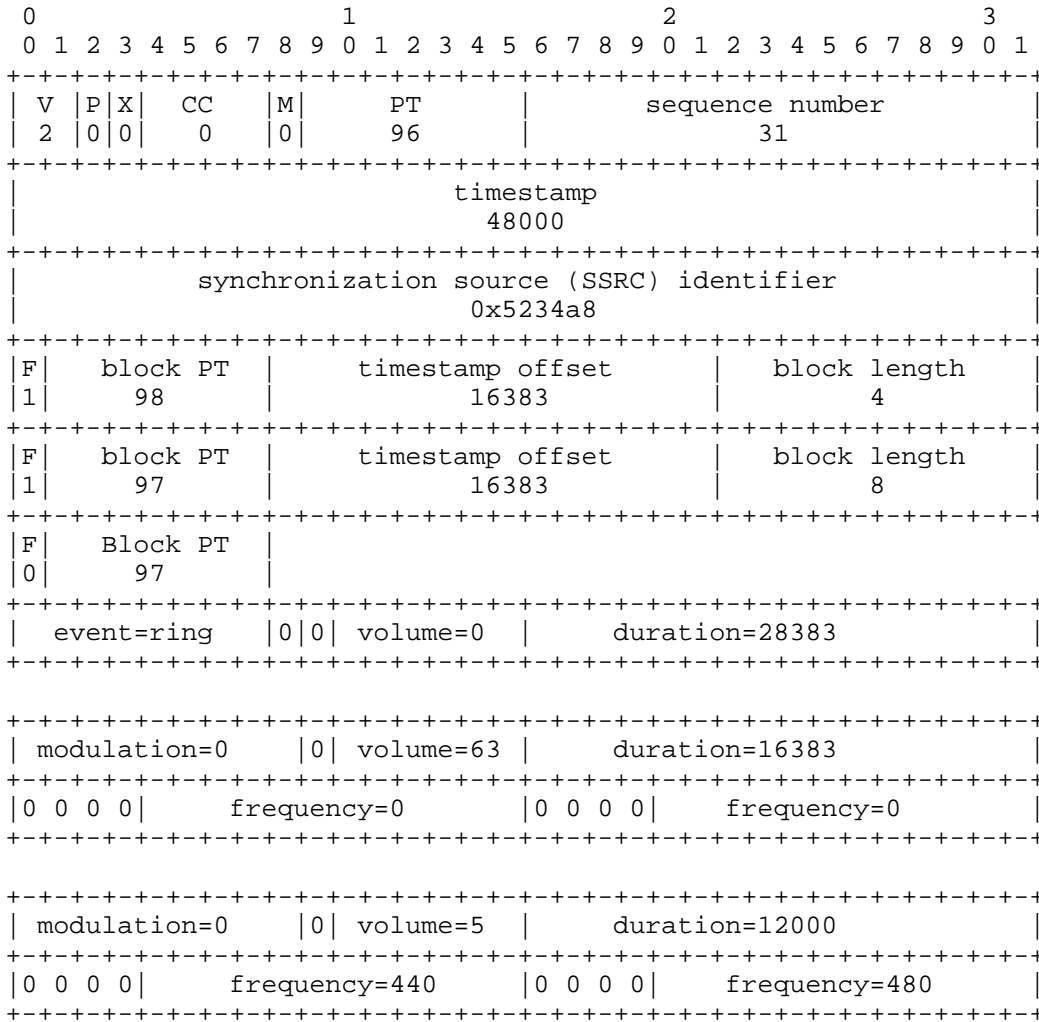 0                   1                   2                   3
 0 1 2 3 4 5 6 7 8 9 0 1 2 3 4 5 6 7 8 9 0 1 2 3 4 5 6 7 8 9 0 1
+-+-+-+-+-+-+-+-+-+-+-+-+-+-+-+-+-+-+-+-+-+-+-+-+-+-+-+-+-+-+-+-+
| V |P|X|  CC   |M|     PT      |       sequence number         |
| 2 |0|0|   0   |0|     96      |              31               |
+-+-+-+-+-+-+-+-+-+-+-+-+-+-+-+-+-+-+-+-+-+-+-+-+-+-+-+-+-+-+-+-+
|                           timestamp                           |
|                             48000                             |
+-+-+-+-+-+-+-+-+-+-+-+-+-+-+-+-+-+-+-+-+-+-+-+-+-+-+-+-+-+-+-+-+
|           synchronization source (SSRC) identifier            |
|                            0x5234a8                           |
+-+-+-+-+-+-+-+-+-+-+-+-+-+-+-+-+-+-+-+-+-+-+-+-+-+-+-+-+-+-+-+-+
|F|   block PT  |     timestamp offset      |   block length    |
|1|     98      |            16383          |         4         |
+-+-+-+-+-+-+-+-+-+-+-+-+-+-+-+-+-+-+-+-+-+-+-+-+-+-+-+-+-+-+-+-+
|F|   block PT  |     timestamp offset      |   block length    |
|1|     97      |            16383          |         8         |
+-+-+-+-+-+-+-+-+-+-+-+-+-+-+-+-+-+-+-+-+-+-+-+-+-+-+-+-+-+-+-+-+
|F|   Block PT  |
|0|     97      |
+-+-+-+-+-+-+-+-+-+-+-+-+-+-+-+-+-+-+-+-+-+-+-+-+-+-+-+-+-+-+-+-+
|  event=ring   |0|0| volume=0  |     duration=28383            |
+-+-+-+-+-+-+-+-+-+-+-+-+-+-+-+-+-+-+-+-+-+-+-+-+-+-+-+-+-+-+-+-+
+-+-+-+-+-+-+-+-+-+-+-+-+-+-+-+-+-+-+-+-+-+-+-+-+-+-+-+-+-+-+-+-+
| modulation=0    |0| volume=63 |     duration=16383            |
+-+-+-+-+-+-+-+-+-+-+-+-+-+-+-+-+-+-+-+-+-+-+-+-+-+-+-+-+-+-+-+-+
|0 0 0 0|     frequency=0       |0 0 0 0|    frequency=0        |
+-+-+-+-+-+-+-+-+-+-+-+-+-+-+-+-+-+-+-+-+-+-+-+-+-+-+-+-+-+-+-+-+
+-+-+-+-+-+-+-+-+-+-+-+-+-+-+-+-+-+-+-+-+-+-+-+-+-+-+-+-+-+-+-+-+
| modulation=0    |0| volume=5  |     duration=12000            |
+-+-+-+-+-+-+-+-+-+-+-+-+-+-+-+-+-+-+-+-+-+-+-+-+-+-+-+-+-+-+-+-+
|0 0 0 0|     frequency=440     |0 0 0 0|    frequency=480      |
+-+-+-+-+-+-+-+-+-+-+-+-+-+-+-+-+-+-+-+-+-+-+-+-+-+-+-+-+-+-+-+-+